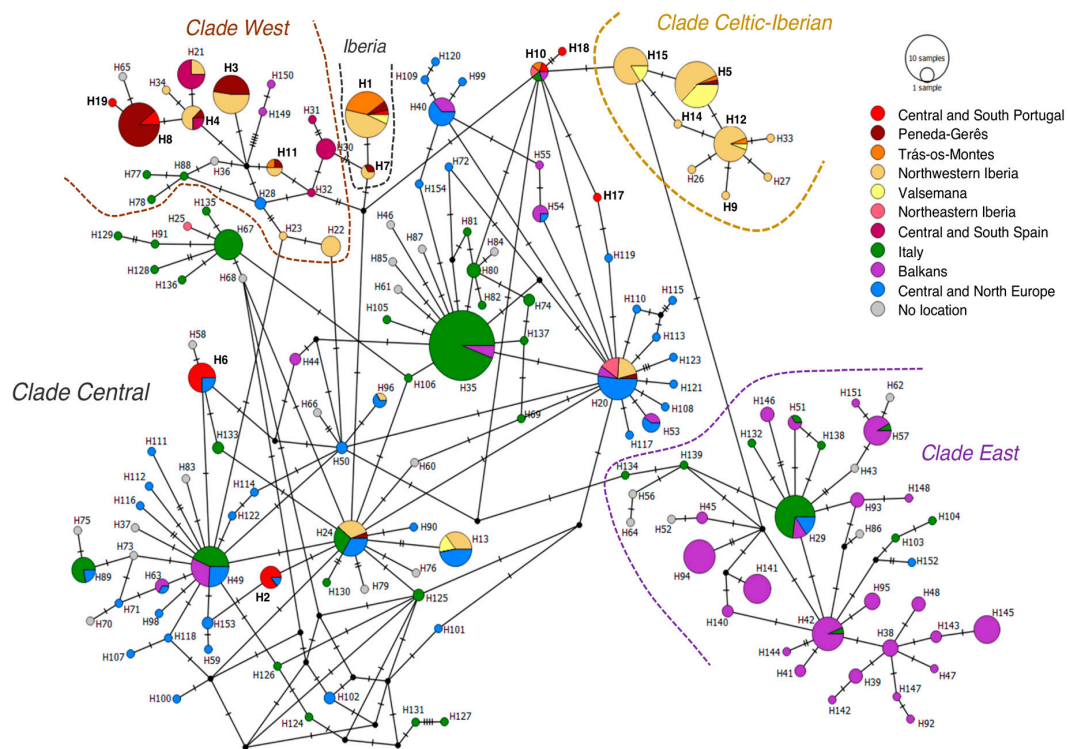 Clade West
Iberia
Clade Celtic-Iberian
H18
H10
H120
H109
H99
H40
H15
H5
H14
H12
H33
H26
H27
H9
10 samples
1 sample
Central and South Portugal
Peneda-Gerês
Trás-os-Montes
Northwestern Iberia
Valsemana
Northeastern Iberia
Central and South Spain
Italy
Balkans
Central and North Europe
No location
H21
H65
H34
H3
H150
H19
H8
H4
H149
H31
H30
H1
H7
H11
H36
H88
H77
H78
H28
H32
H23
H22
H135
H25
H129
H91
H67
H128
H136
H68
H72
H154
H55
H54
H17
H119
H46
H87
H85
H61
H105
H81
H84
H80
H82
H74
H137
H35
H106
H69
H110
H115
H113
H123
H121
H108
H53
H117
H20
Clade Central
H58
H6
H44
H96
H66
H50
H133
H60
H111
H112
H83
H114
H116
H122
H37
H75
H73
H89
H63
H49
H71
H70
H98
H153
H118
H107
H59
H100
H2
H24
H90
H13
H76
H79
H130
H125
H101
H126
H102
H124
H131
H127
Clade East
H151
H62
H146
H51
H57
H132
H138
H43
H139
H134
H56
H64
H52
H45
H29
H93
H148
H86
H104
H103
H152
H94
H141
H140
H95
H48
H42
H38
H143
H145
H144
H41
H39
H47
H142
H147
H92